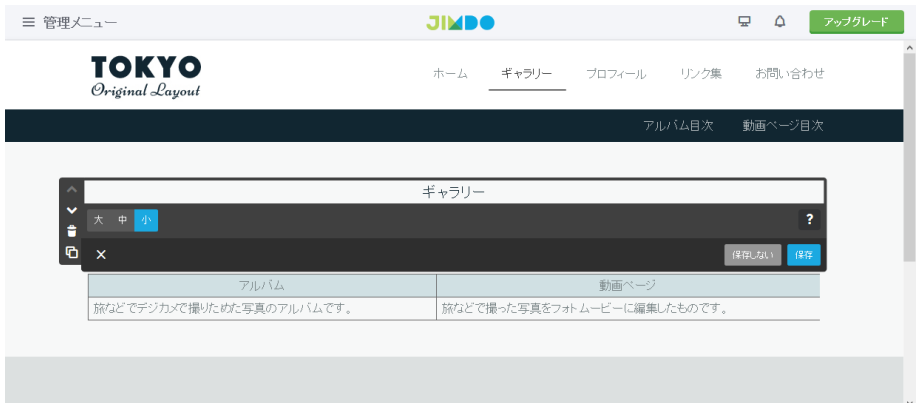 管理メニュー
JIMDO
アップグレード
TOKYO
Original Layout
ホーム ギャラリー プロフィール リンク集 お問い合わせ
アルバム目次 動画ページ目次
ギャラリー
大 中 小
?
保存しない 保存
アルバム 動画ページ
旅などでデジカメで撮りためた写真のアルバムです。 旅などで撮った写真をフォトムービーに編集したものです。